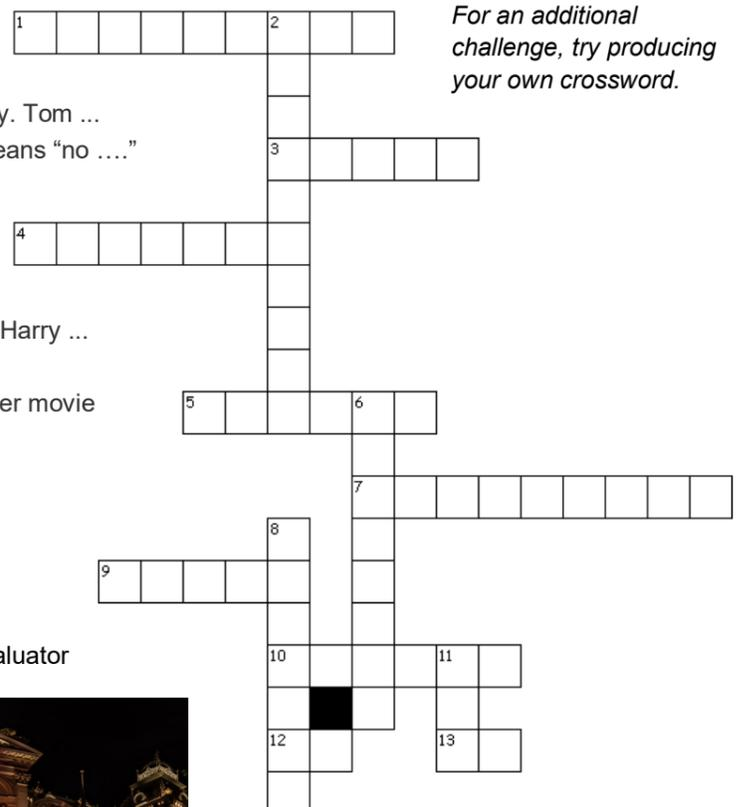 For an additional
challenge, try producing
your own crossword.
1
2
y. Tom ...
eans “no ….”
3
4
Harry ...
er movie
5
6
7
8
9
aluator
10
11
12
13